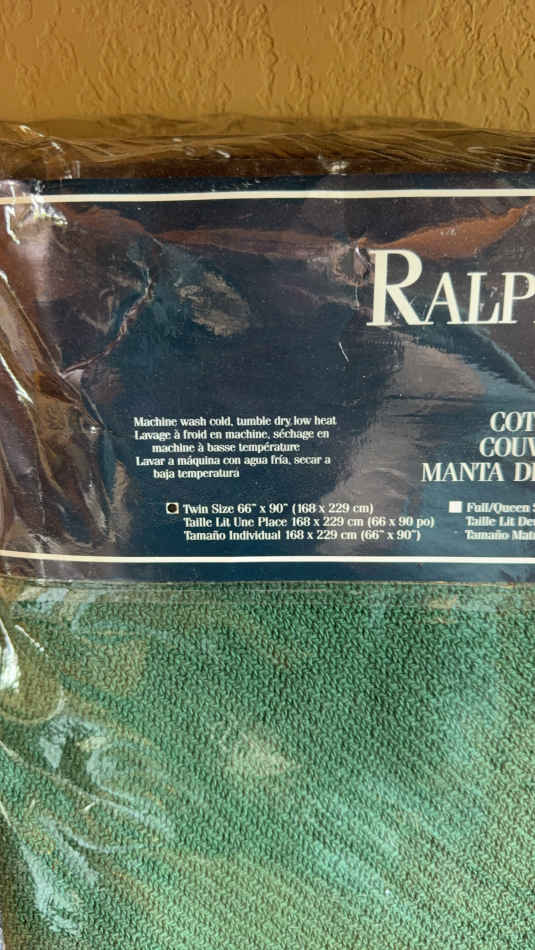 RALP
Machine wash cold, tumble dry, low heat
Lavage à froid en machine, séchage en
machine à basse température
Lavar a máquina con agua fría, secar a
baja temperatura
COT
COUV
MANTA DE
Twin Size 66" x 90" (168 x 229 cm)
Taille Lit Une Place 168 x 229 cm (66 x 90 po)
Tamaño Individual 168 x 229 cm (66" x 90")
Full/Queen S
Taille Lit De
Tamaño Mat